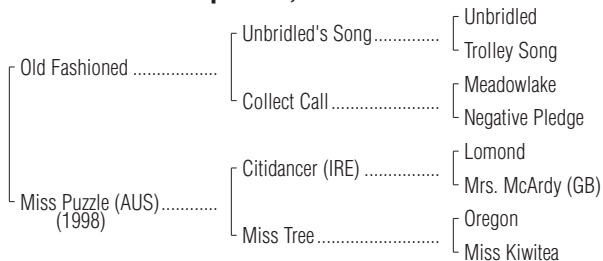 Unbridled
Unbridled's Song...............
Trolley Song
Old Fashioned ..................
Meadowlake
Collect Call.......................
Negative Pledge
Lomond
Citidancer (IRE) ................
Mrs. McArdy (GB)
Miss Puzzle (AUS)............
(1998)
Oregon
Miss Tree..........................
Miss Kiwitea